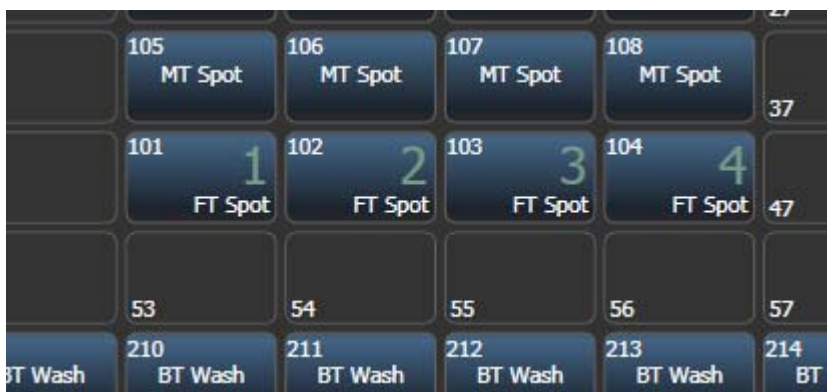 27
105 106 107 108
MT Spot MT Spot MT Spot MT Spot
37
101 1 102 2 103 3 104 4
FT Spot FT Spot FT Spot FT Spot 47
53 54 55 56 57
210 211 212 213 214
BT Wash BT Wash BT Wash BT Wash BT Wash BT